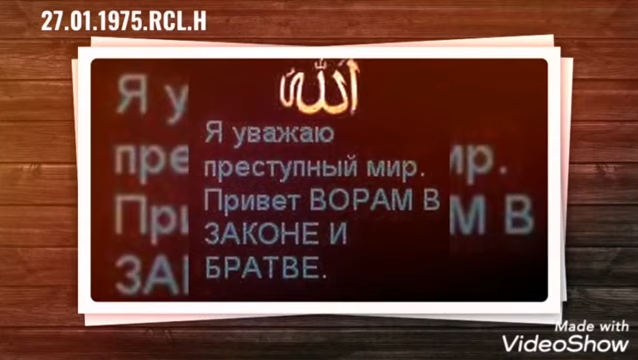 27.01.1975.RCL.H
الله
Я уважаю
преступный мир.
Привет ВОРАМ В
ЗАКОНЕ И
БРАТВЕ.
Made with
VideoShow